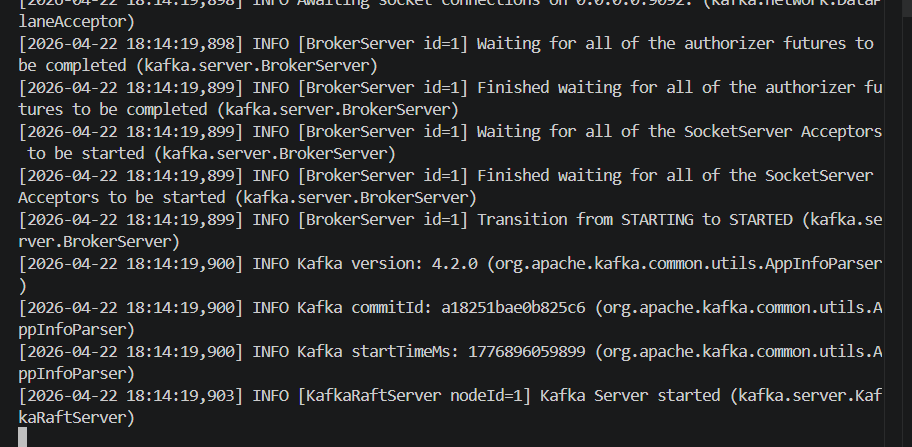 [2026-04-22 18:14:19,898] INFO Awaiting socket connections on 0.0.0.0:9092. (kafka.network.DataP
laneAcceptor)
[2026-04-22 18:14:19,898] INFO [BrokerServer id=1] Waiting for all of the authorizer futures to
be completed (kafka.server.BrokerServer)
[2026-04-22 18:14:19,899] INFO [BrokerServer id=1] Finished waiting for all of the authorizer fu
tures to be completed (kafka.server.BrokerServer)
[2026-04-22 18:14:19,899] INFO [BrokerServer id=1] Waiting for all of the SocketServer Acceptors
 to be started (kafka.server.BrokerServer)
[2026-04-22 18:14:19,899] INFO [BrokerServer id=1] Finished waiting for all of the SocketServer
Acceptors to be started (kafka.server.BrokerServer)
[2026-04-22 18:14:19,899] INFO [BrokerServer id=1] Transition from STARTING to STARTED (kafka.se
rver.BrokerServer)
[2026-04-22 18:14:19,900] INFO Kafka version: 4.2.0 (org.apache.kafka.common.utils.AppInfoParser
)
[2026-04-22 18:14:19,900] INFO Kafka commitId: a18251bae0b825c6 (org.apache.kafka.common.utils.A
ppInfoParser)
[2026-04-22 18:14:19,900] INFO Kafka startTimeMs: 1776896059899 (org.apache.kafka.common.utils.A
ppInfoParser)
[2026-04-22 18:14:19,903] INFO [KafkaRaftServer nodeId=1] Kafka Server started (kafka.server.Kaf
kaRaftServer)